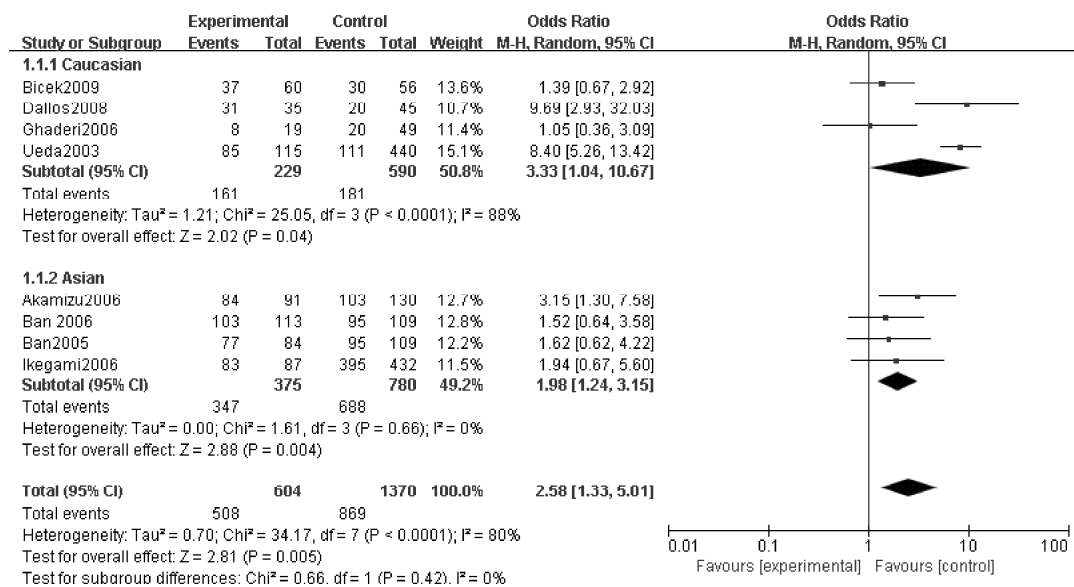 Experimental Control Odds Ratio Odds Ratio
Study or Subgroup Events Total Events Total Weight M-H, Random, 95% CI M-H, Random, 95% CI
1.1.1 Caucasian
Bicek2009 37 60 30 56 13.6% 1.39 [0.67, 2.92]
Dallos2008 31 35 20 45 10.7% 9.69 [2.93, 32.03]
Ghaderi2006 8 19 20 49 11.4% 1.05 [0.36, 3.09]
Ueda2003 85 115 111 440 15.1% 8.40 [5.26, 13.42]
Subtotal (95% CI) 229 590 50.8% 3.33 [1.04, 10.67]
Total events 161 181
Heterogeneity: Tau² = 1.21; Chi² = 25.05, df = 3 (P < 0.0001); I² = 88%
Test for overall effect: Z = 2.02 (P = 0.04)
1.1.2 Asian
Akamizu2006 84 91 103 130 12.7% 3.15 [1.30, 7.58]
Ban 2006 103 113 95 109 12.8% 1.52 [0.64, 3.58]
Ban2005 77 84 95 109 12.2% 1.62 [0.62, 4.22]
Ikegami2006 83 87 395 432 11.5% 1.94 [0.67, 5.60]
Subtotal (95% CI) 375 780 49.2% 1.98 [1.24, 3.15]
Total events 347 688
Heterogeneity: Tau² = 0.00; Chi² = 1.61, df = 3 (P = 0.66); I² = 0%
Test for overall effect: Z = 2.88 (P = 0.004)
Total (95% CI) 604 1370 100.0% 2.58 [1.33, 5.01]
Total events 508 869
Heterogeneity: Tau² = 0.70; Chi² = 34.17, df = 7 (P < 0.0001); I² = 80%
Test for overall effect: Z = 2.81 (P = 0.005)
Test for subgroup differences: Chi² = 0.66, df = 1 (P = 0.42), I² = 0%
0.01 0.1 1 10 100
Favours [experimental] Favours [control]